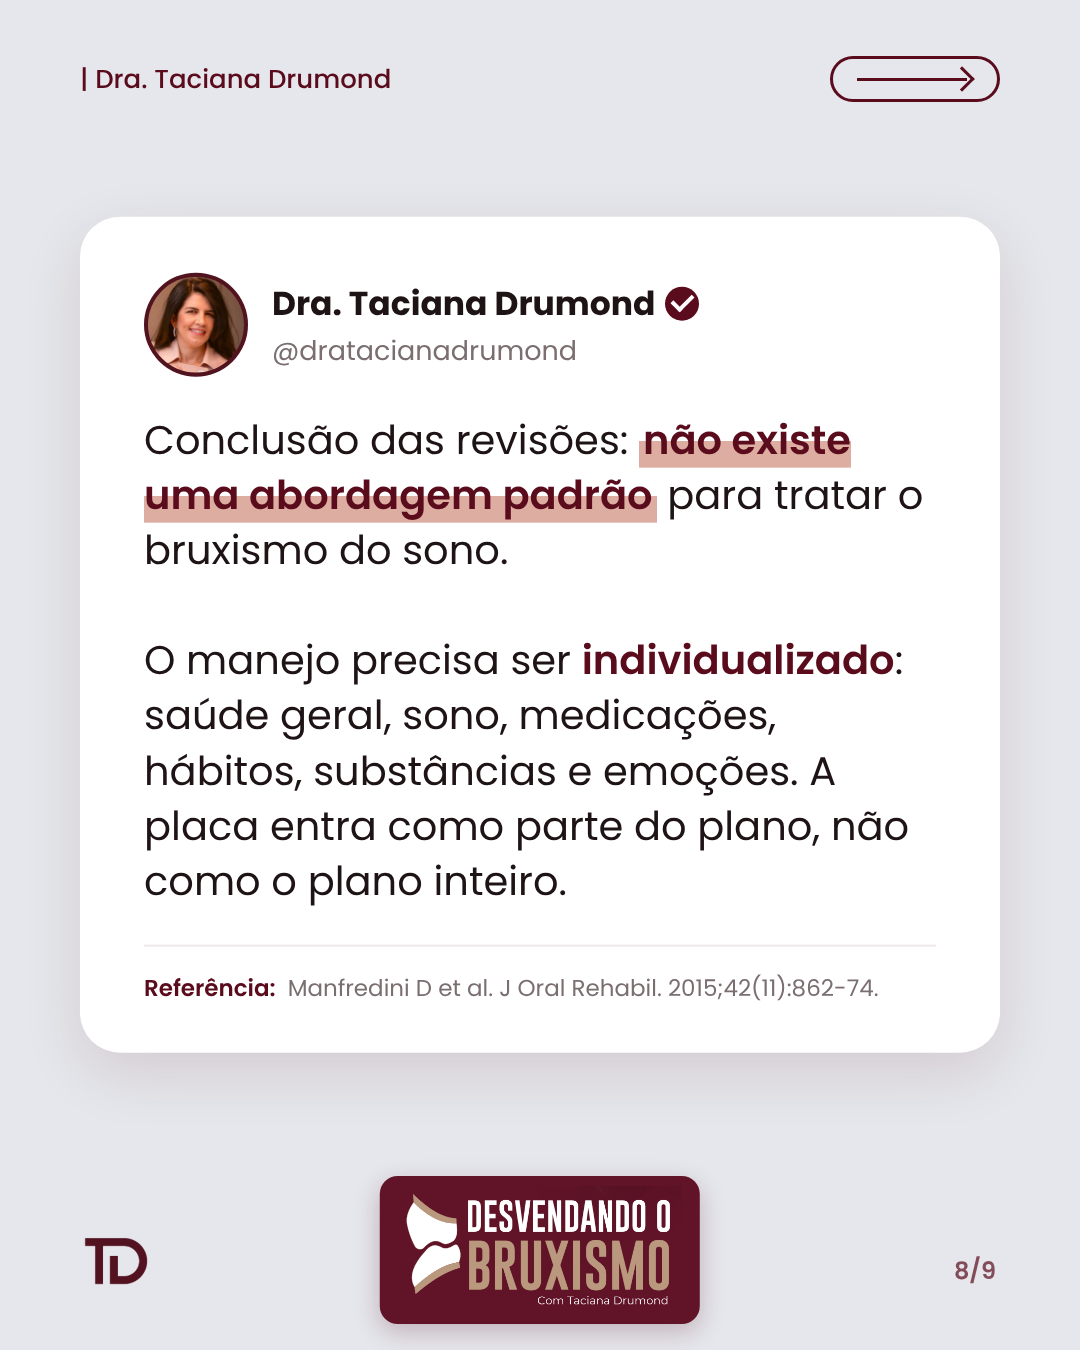 | Dra. Taciana Drumond
Dra. Taciana Drumond
@dratacianadrumond
Conclusão das revisões: não existe
uma abordagem padrão para tratar o
bruxismo do sono.
O manejo precisa ser individualizado:
saúde geral, sono, medicações,
hábitos, substâncias e emoções. A
placa entra como parte do plano, não
como o plano inteiro.
Referência: Manfredini D et al. J Oral Rehabil. 2015;42(11):862-74.
TD
DESVENDANDO O
BRUXISMO
Com Taciana Drumond
8/9